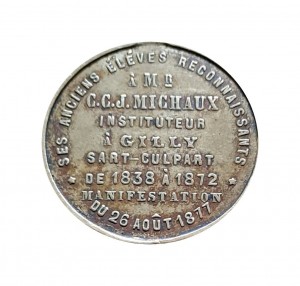 SES ANCIENS ÉLÈVES RECONNAISSANTS
À MR
C.C.J. MICHAUX
INSTITUTEUR
À GILLY
SART-CULPART
DE 1838 À 1872
MANIFESTATION
DU 26 AOÛT 1877